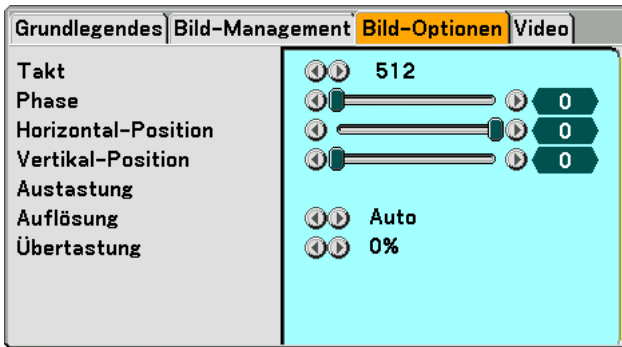 Grundlegendes Bild-Management Bild-Optionen Video
Takt 512
Phase 0
Horizontal-Position 0
Vertikal-Position 0
Austastung
Auflösung Auto
Übertastung 0%